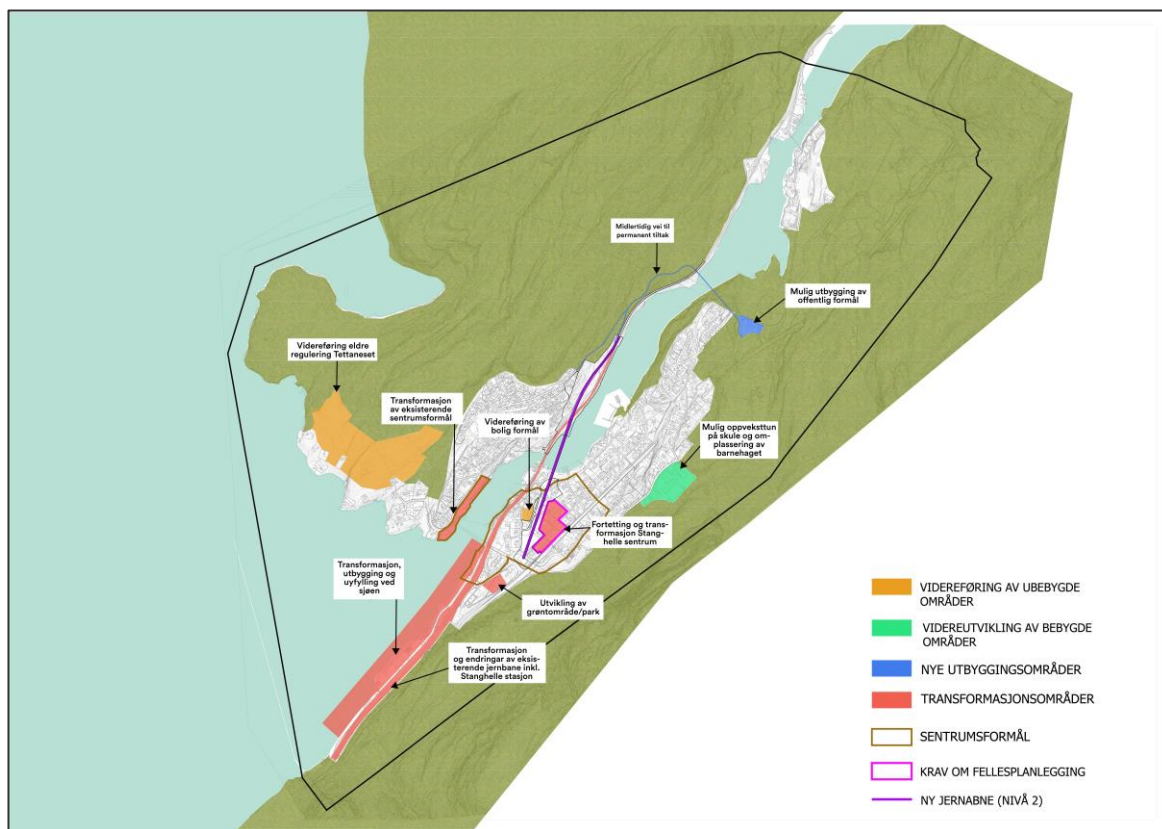 Midlertidig vei til
permanent tiltak
Mulig utbygging av
offentlig formål
Videreføring eldre
regulering Tettaneset
Transformasjon
av eksisterende
sentrumsformål
Videreføring av
bolig formål
Mulig oppveksttun
på skule og om-
plassering av
barnehaget
Fortetting og trans-
formasjon Stang-
helle sentrum
Transformasjon,
utbygging og
uyfylling ved
sjøen
Utvikling av
grøntområde/park
Transformasjon
og endringar av eksis-
terende jernbane inkl.
Stanghelle stasjon
VIDEREFØRING AV UBEBYGDE
OMRÅDER
VIDEREUTVIKLING AV BEBYGDE
OMRÅDER
NYE UTBYGGINGSOMRÅDER
TRANSFORMASJONSOMRÅDER
SENTRUMSFORMÅL
KRAV OM FELLESPLANLEGGING
NY JERNABNE (NIVÅ 2)